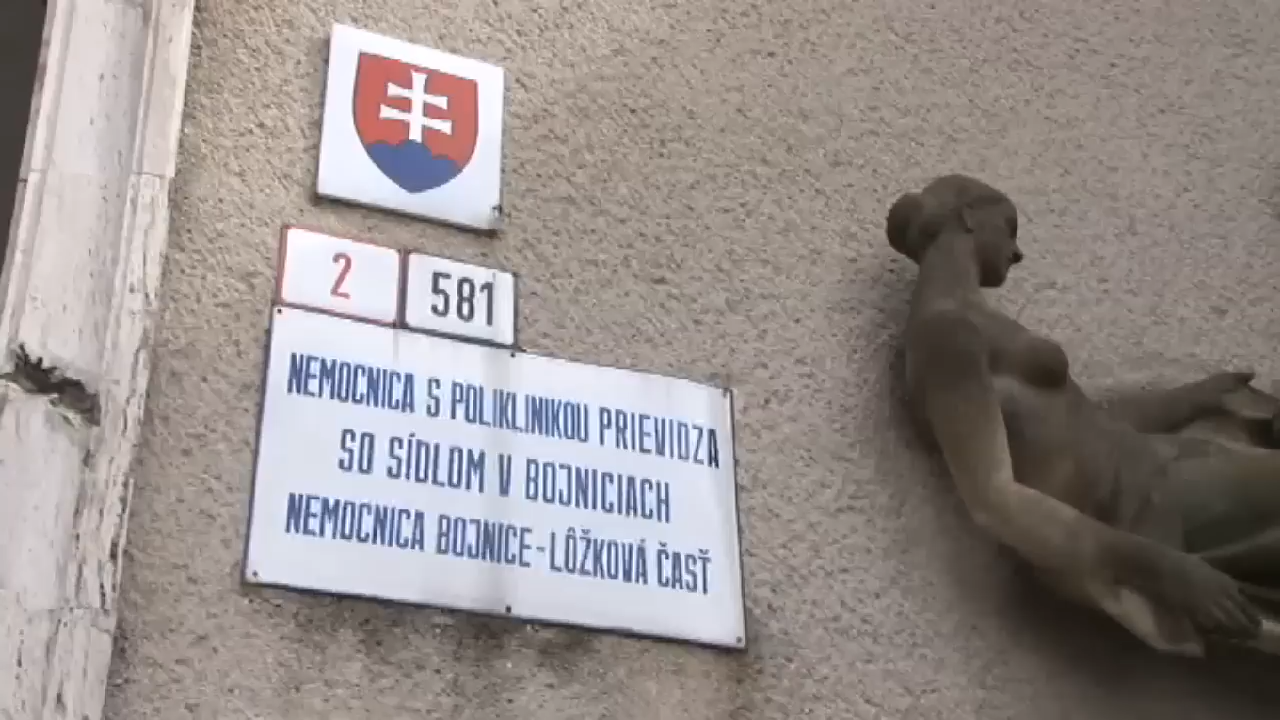 2
581
NEMOCNICA S POLIKLINIKOU PRIEVIDZA
SO SÍDLOM V BOJNICIACH
NEMOCNICA BOJNICE-LÔŽKOVÁ ČASŤ